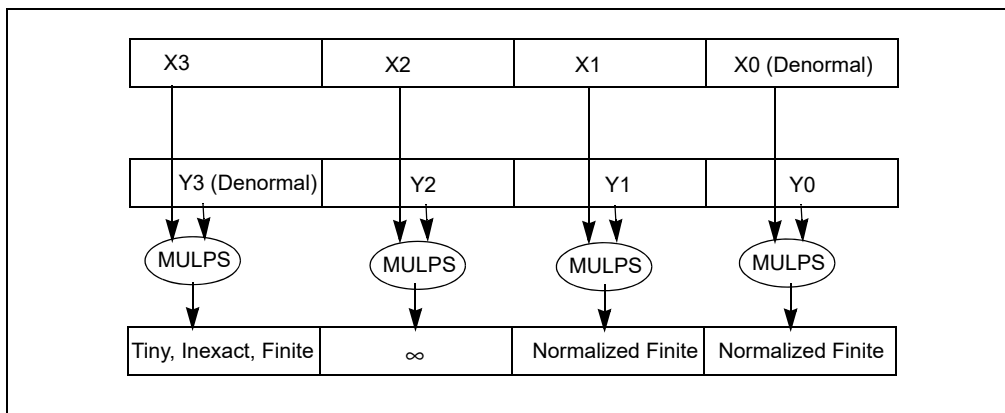 X3 X2 X1 X0 (Denormal)
Y3 (Denormal) Y2 Y1 Y0
MULPS MULPS MULPS MULPS
Tiny, Inexact, Finite ∞ Normalized Finite Normalized Finite